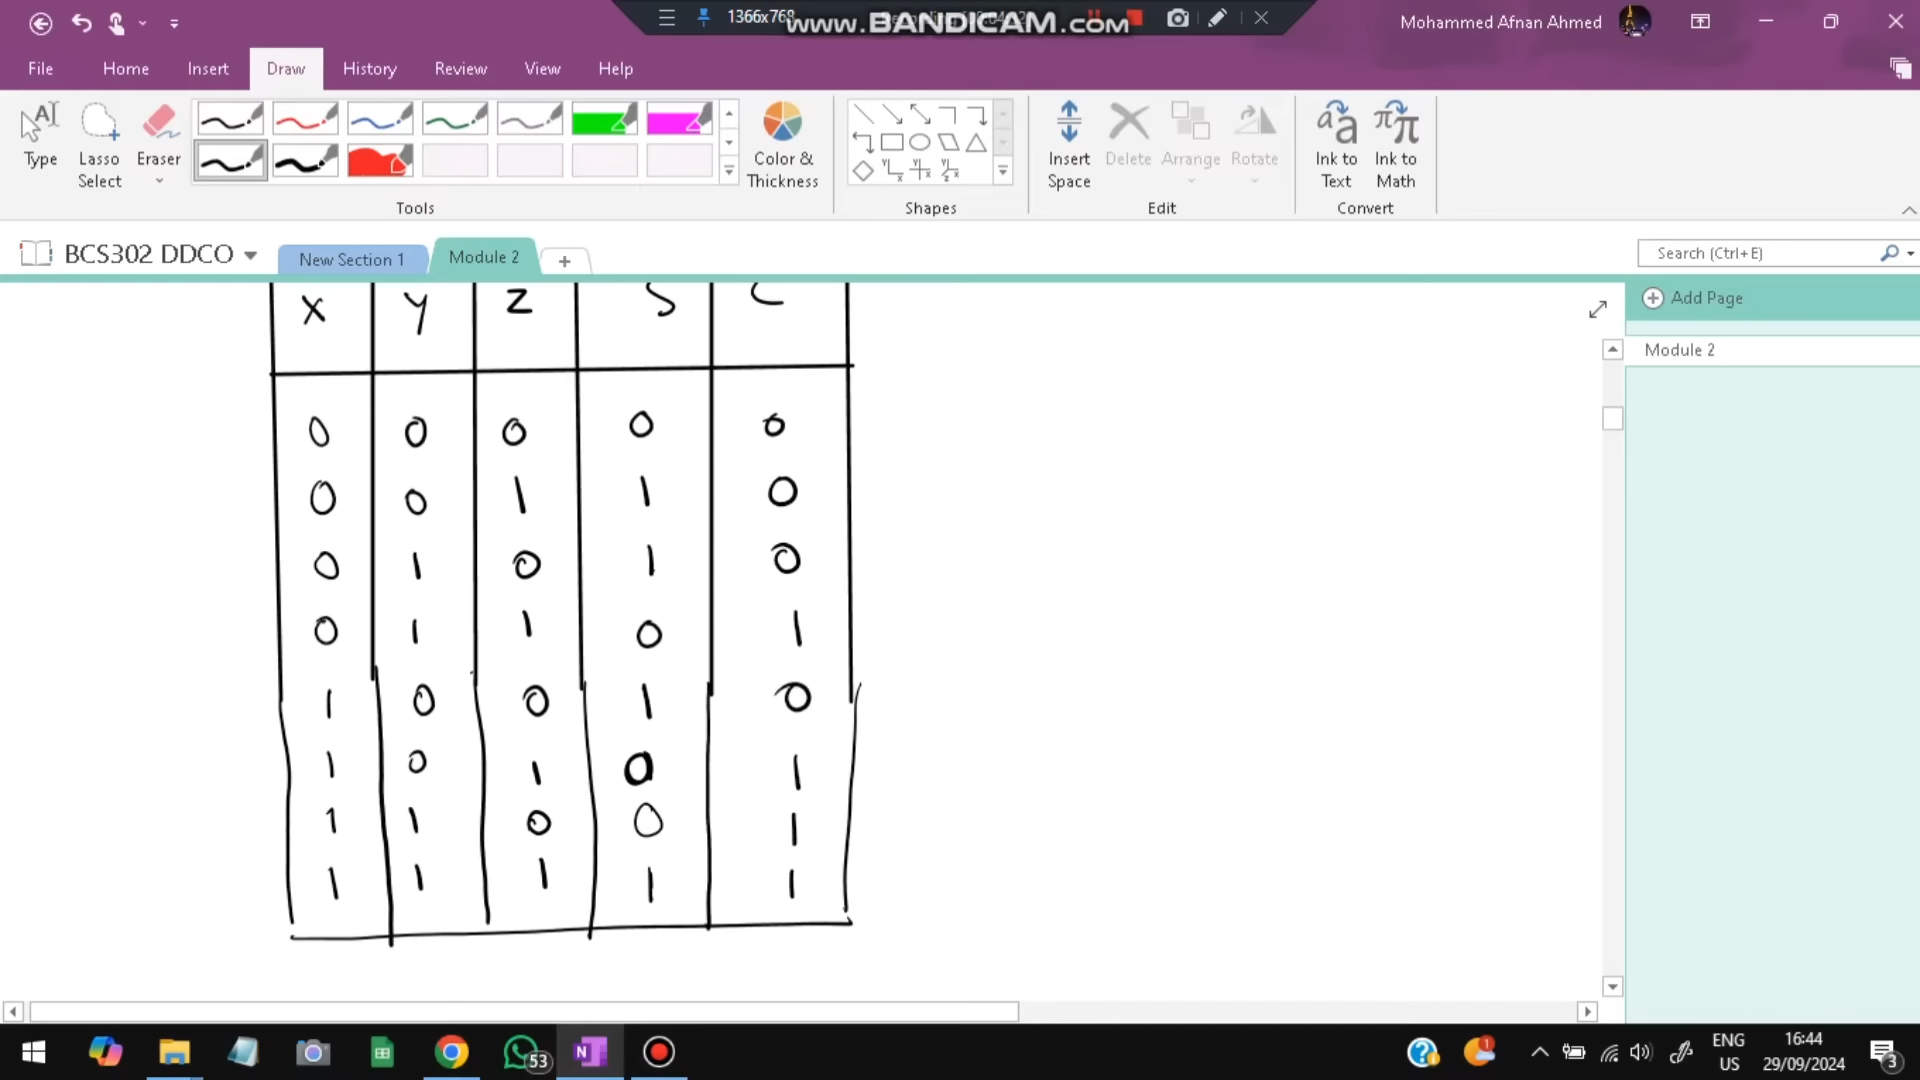 1366x768
www.BANDICAM.com
Mohammed Afnan Ahmed
File Home Insert Draw History Review View Help
Type
Lasso Select
Eraser
Color & Thickness
Insert Space
Delete
Arrange
Rotate
Ink to Text
Ink to Math
Tools
Shapes
Edit
Convert
BCS302 DDCO
New Section 1
Module 2
Search (Ctrl+E)
Add Page
Module 2
x y z S C
0 0 0 0 0
0 0 1 1 0
0 1 0 1 0
0 1 1 0 1
1 0 0 1 0
1 0 1 0 1
1 1 0 0 1
1 1 1 1 1
53
1
ENG
US
16:44
29/09/2024
3